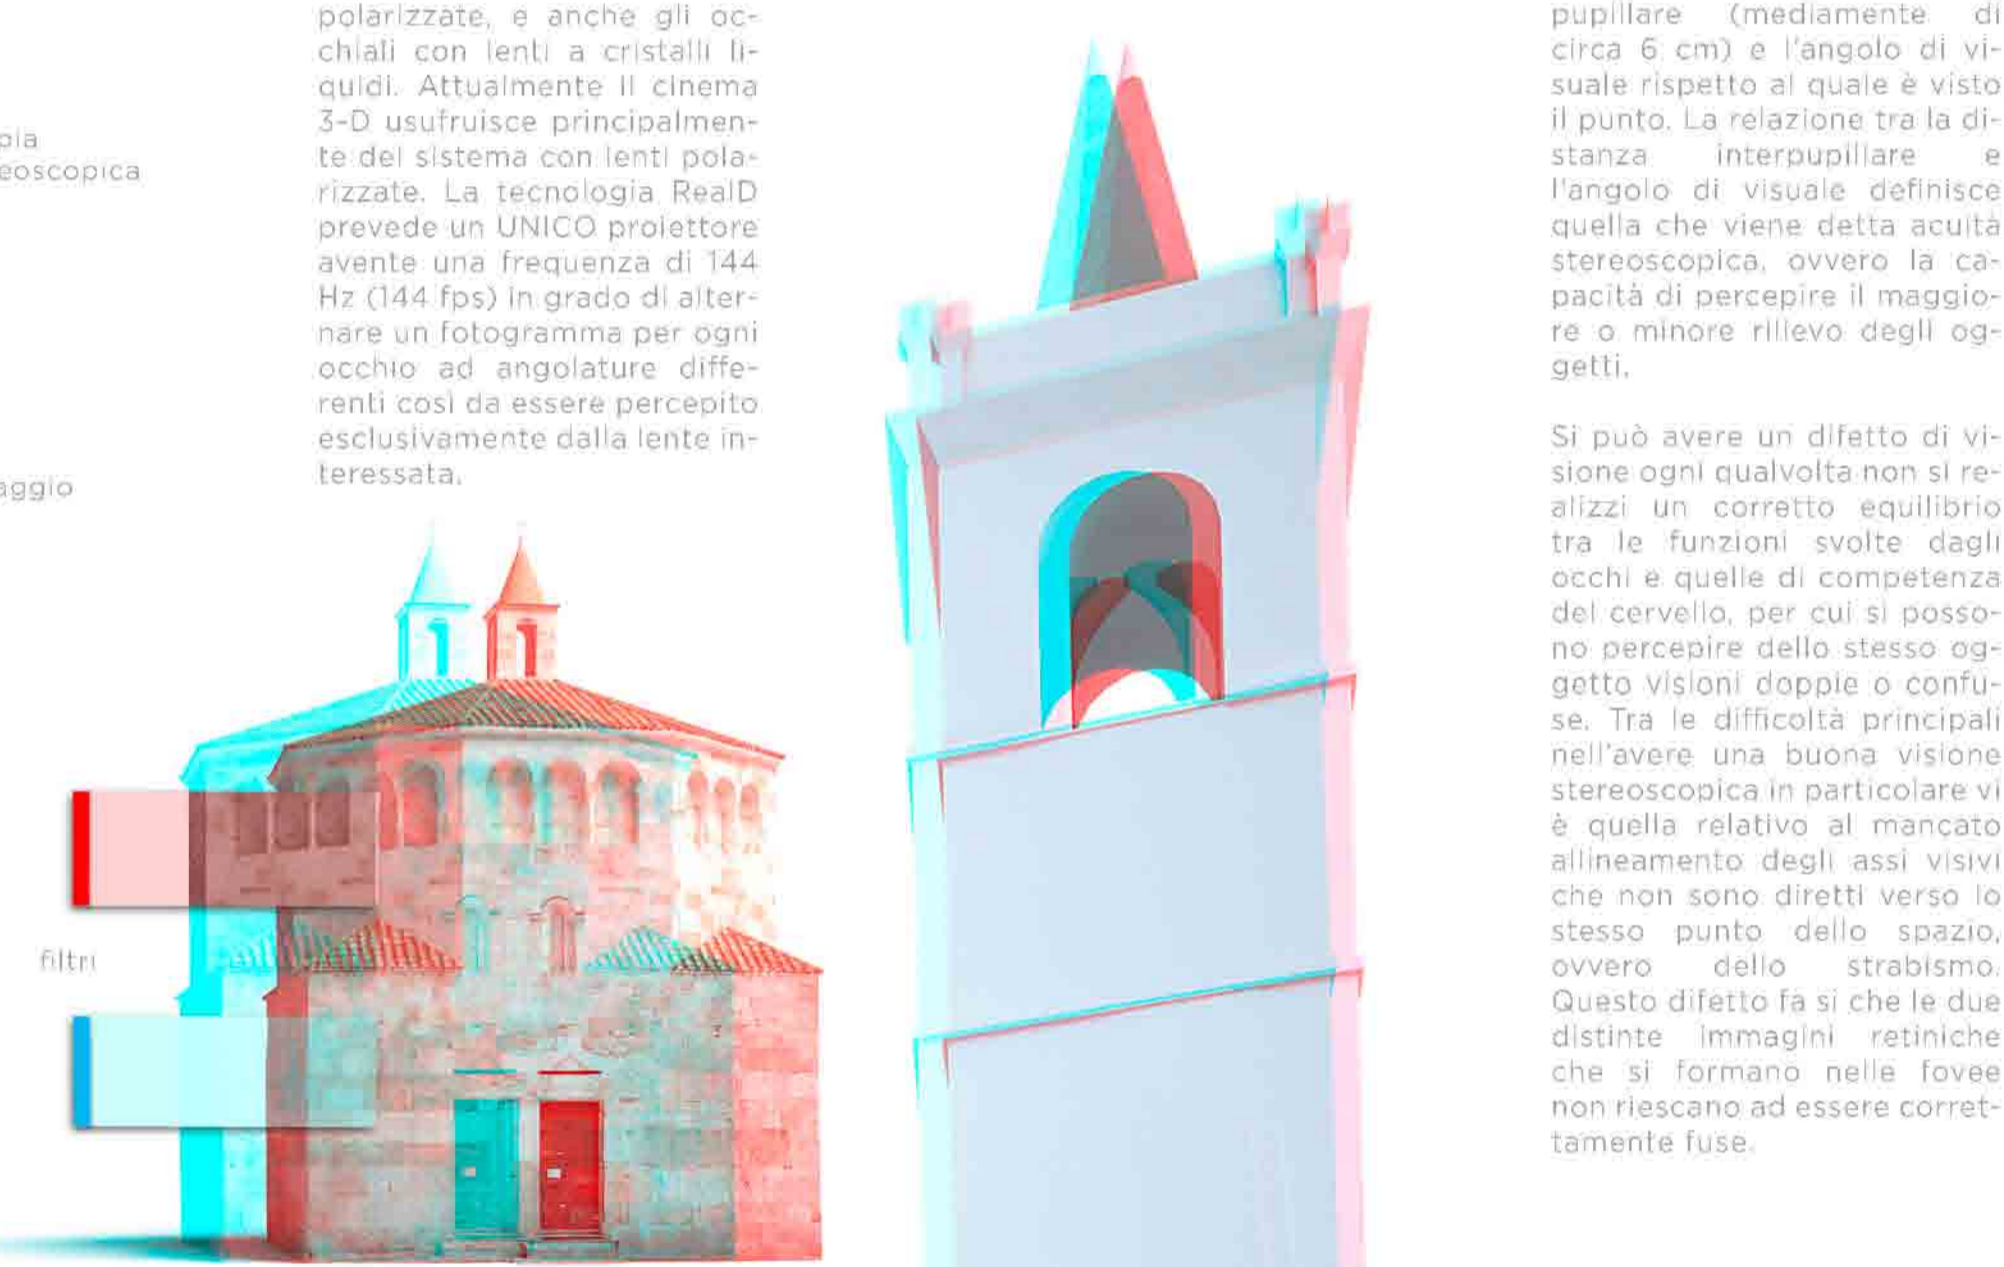 pia
eoscopica
aggio
polarizzate, e anche gli oc-
chiali con lenti a cristalli li-
quidi. Attualmente il cinema
3-D usufruisce principalmen-
te del sistema con lenti pola-
rizzate. La tecnologia RealD
prevede un UNICO proiettore
avente una frequenza di 144
Hz (144 fps) in grado di alter-
nare un fotogramma per ogni
occhio ad angolature diffe-
renti così da essere percepito
esclusivamente dalla lente in-
teressata.
filtri
pupillare (mediamente di
circa 6 cm) e l'angolo di vi-
suale rispetto al quale è visto
il punto. La relazione tra la di-
stanza interpupillare e
l'angolo di visuale definisce
quella che viene detta acuità
stereoscopica, ovvero la ca-
pacità di percepire il maggio-
re o minore rilievo degli og-
getti.
Si può avere un difetto di vi-
sione ogni qualvolta non si re-
alizzi un corretto equilibrio
tra le funzioni svolte dagli
occhi e quelle di competenza
del cervello, per cui si posso-
no percepire dello stesso og-
getto visioni doppie o confu-
se. Tra le difficoltà principali
nell'avere una buona visione
stereoscopica in particolare vi
è quella relativo al mancato
allineamento degli assi visivi
che non sono diretti verso lo
stesso punto dello spazio,
ovvero dello strabismo.
Questo difetto fa si che le due
distinte immagini retiniche
che si formano nelle fovee
non riescano ad essere corret-
tamente fuse.